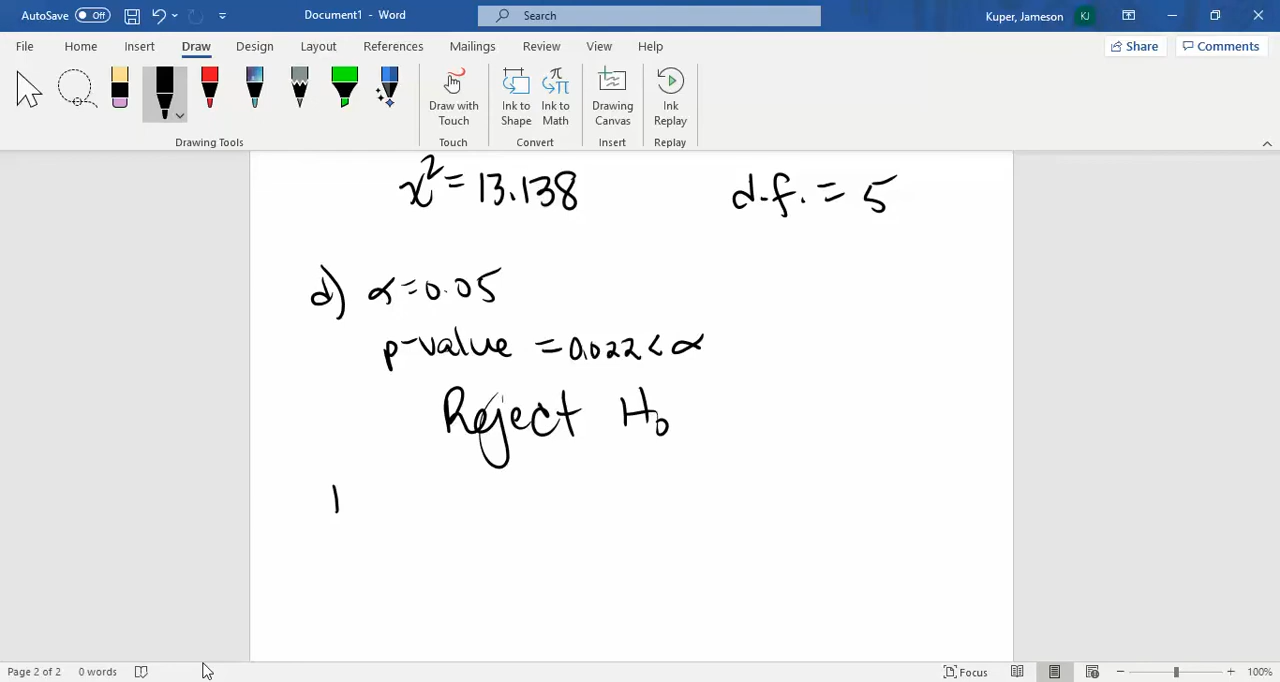 AutoSave Off Document1 - Word Search Kuper, Jameson KJ
File Home Insert Draw Design Layout References Mailings Review View Help Share Comments
Draw with Touch Ink to Shape Ink to Math Drawing Canvas Ink Replay
Drawing Tools Touch Convert Insert Replay
x² = 13.138 d.f. = 5
d) α = 0.05
p-value = 0.022 < α
Reject H₀
Page 2 of 2 0 words Focus 100%